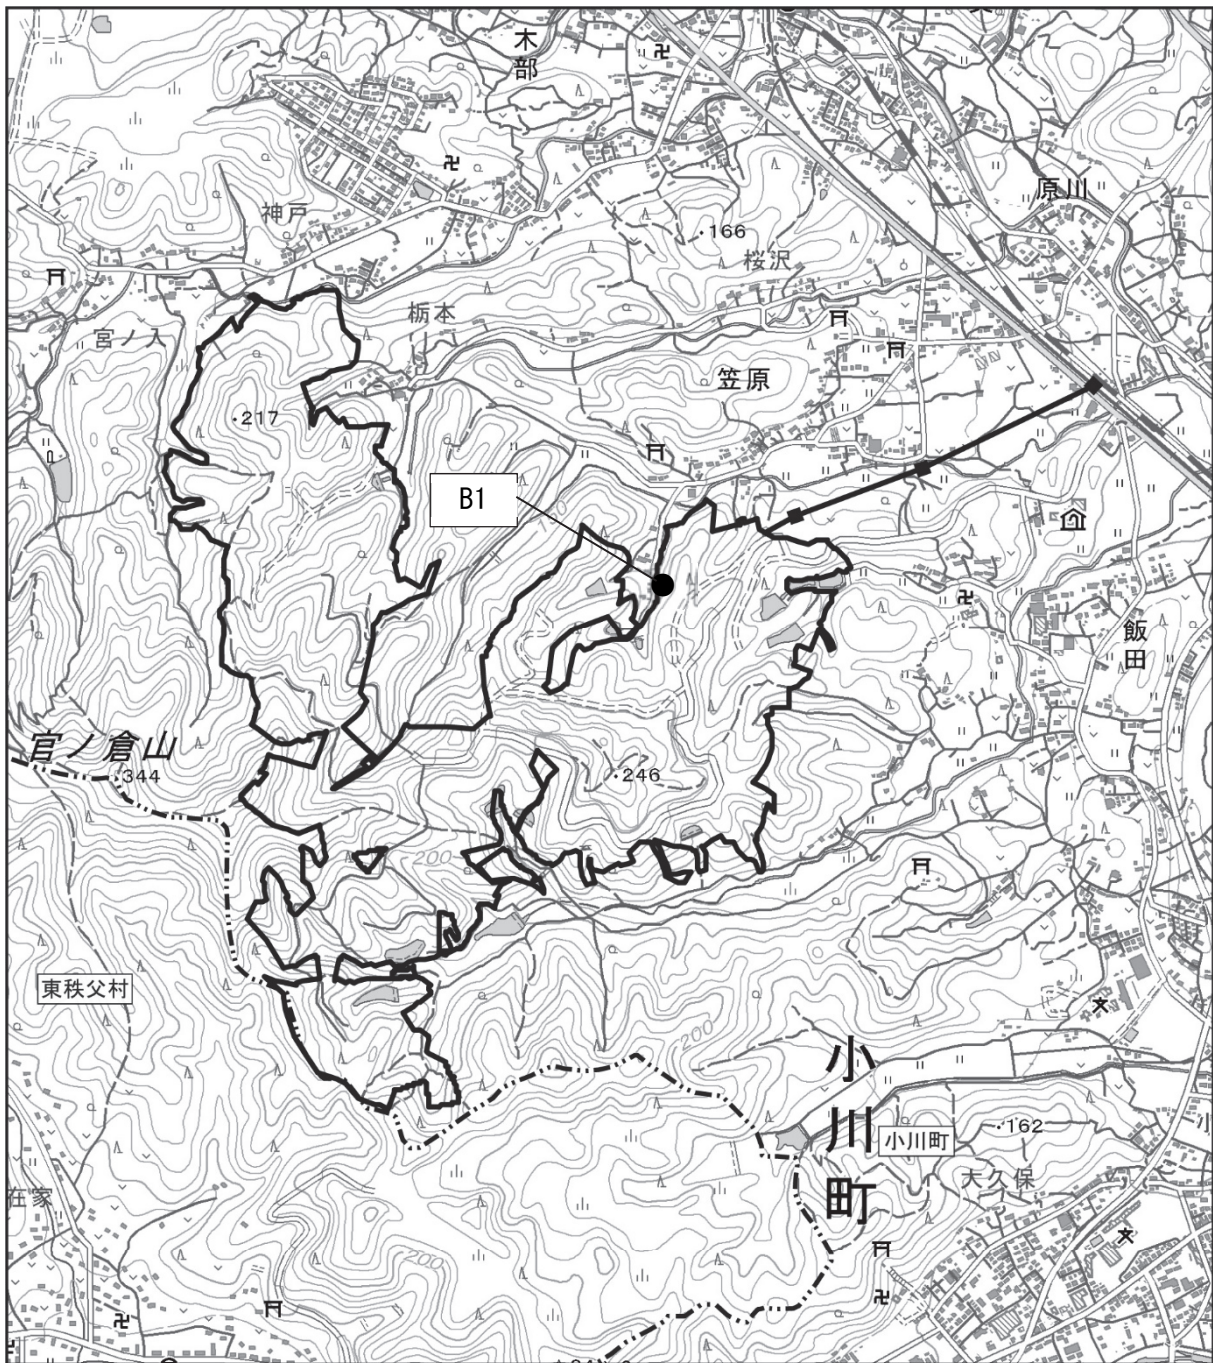 木部
神戸
原川
166
桜沢
栃本
宮ノ入
笠原
217
B1
飯田
官ノ倉山
344
246
200
東秩父村
200
小川町
162
小川町
大久保
在家
200